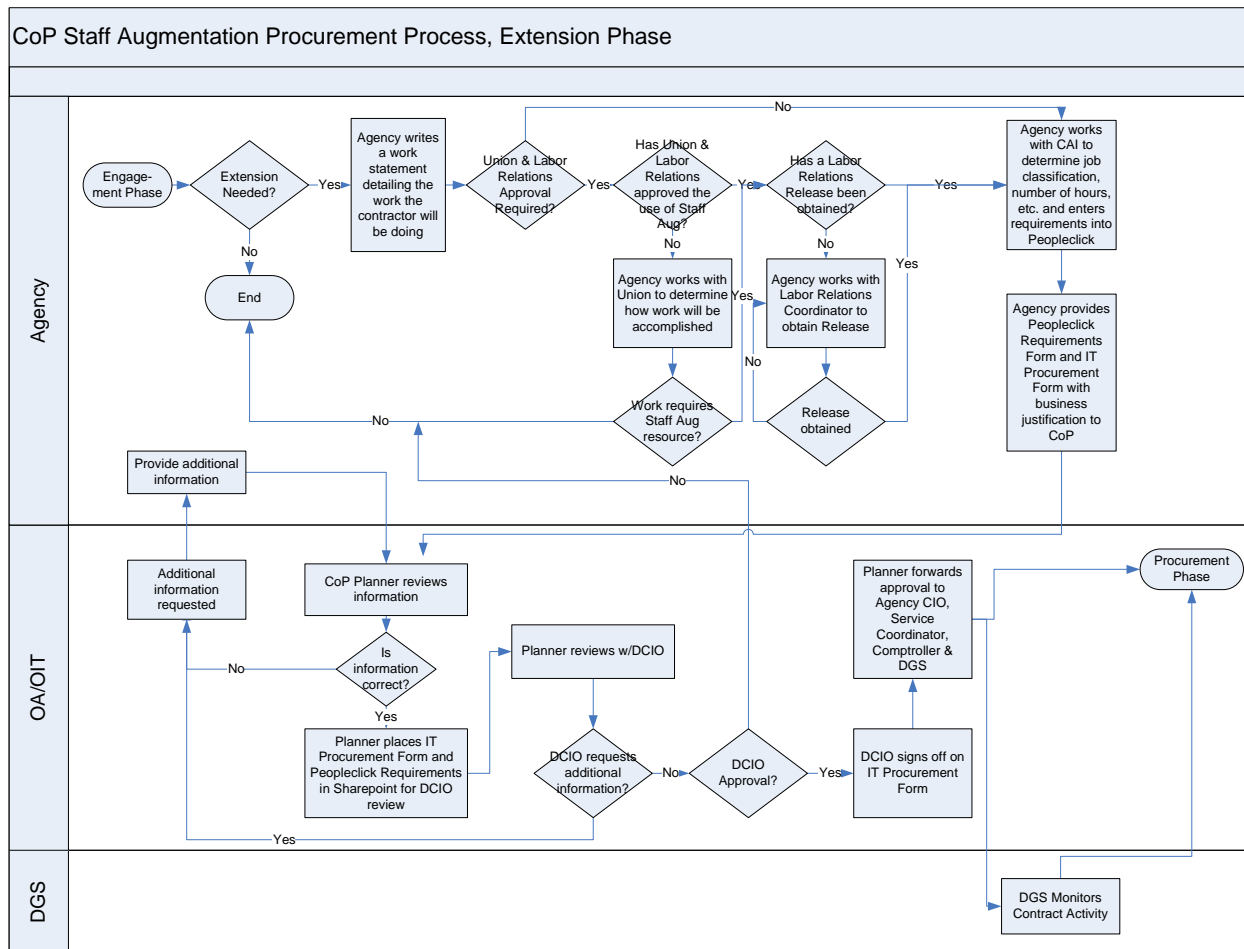 CoP Staff Augmentation Procurement Process, Extension Phase
Agency
Engage-
ment Phase
Extension
Needed?
Yes
No
End
Agency writes
a work
statement
detailing the
work the
contractor will
be doing
Union & Labor
Relations
Approval
Required?
No
Yes
Has Union &
Labor
Relations
approved the
use of Staff
Aug?
Yes
No
Agency works with
Union to determine
how work will be
accomplished
Work requires
Staff Aug
resource?
No
Yes
Has a Labor
Relations
Release been
obtained?
Yes
No
Agency works with
Labor Relations
Coordinator to
obtain Release
Release
obtained
No
Yes
Agency works
with CAI to
determine job
classification,
number of hours,
etc. and enters
requirements into
Peopleclick
Agency provides
Peopleclick
Requirements
Form and IT
Procurement
Form with
business
justification to
CoP
Provide additional
information
No
OA/OIT
Additional
information
requested
CoP Planner reviews
information
Is
information
correct?
No
Yes
Planner places IT
Procurement Form and
Peopleclick Requirements
in Sharepoint for DCIO
review
Planner reviews w/DCIO
DCIO requests
additional
information?
Yes
No
DCIO
Approval?
Yes
DCIO signs off on
IT Procurement
Form
Planner forwards
approval to
Agency CIO,
Service
Coordinator,
Comptroller &
DGS
Procurement
Phase
DGS
DGS Monitors
Contract Activity